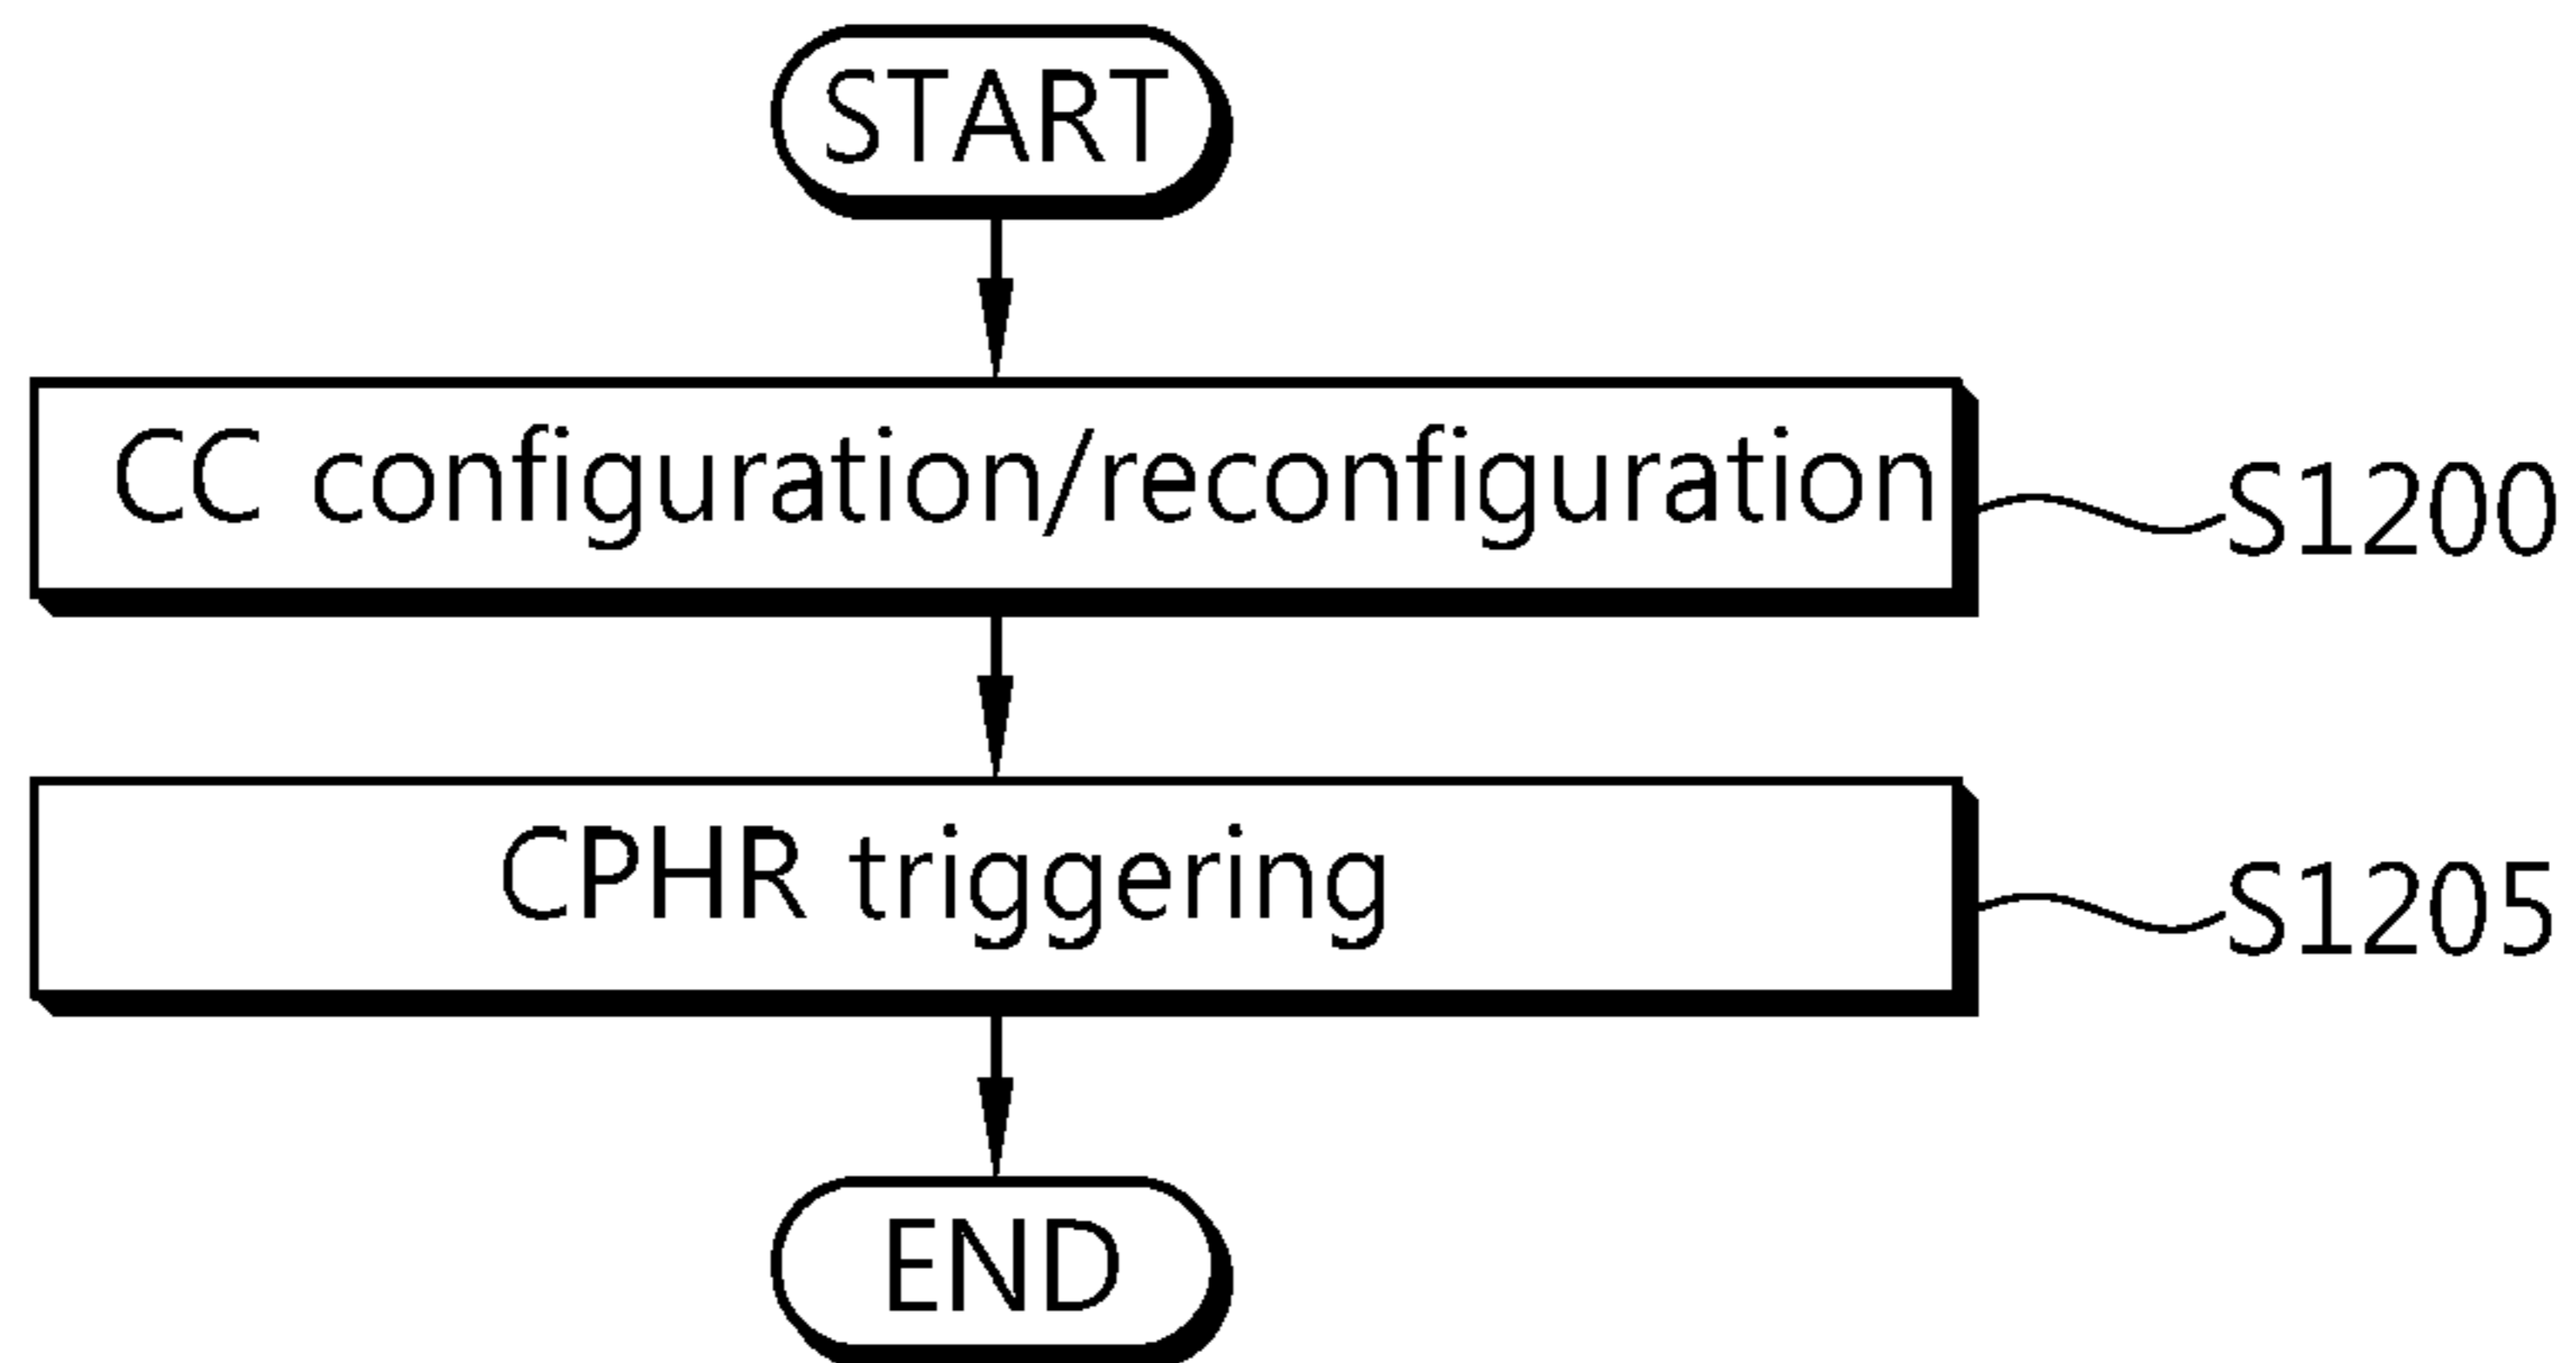 START
CC configuration/reconfiguration
S1200
CPHR triggering
S1205
END